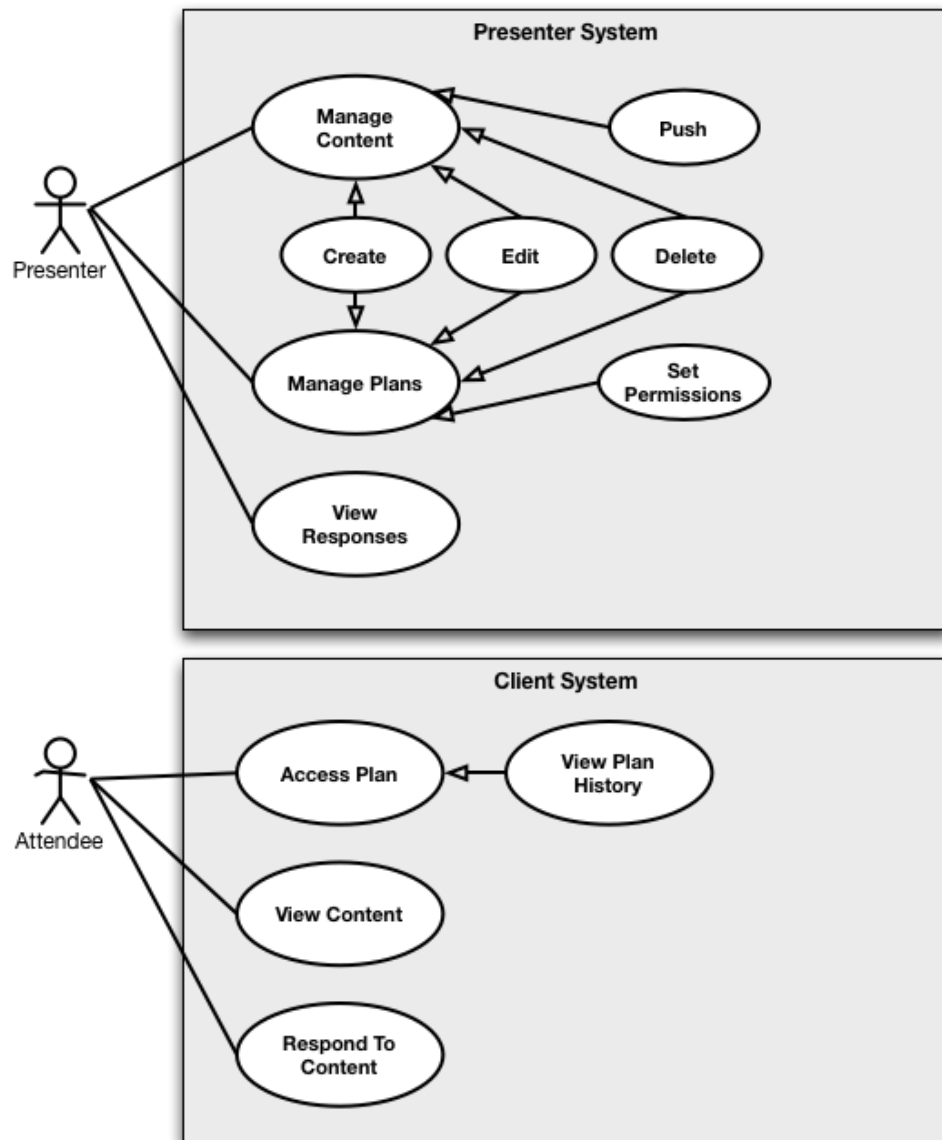 Presenter System
Manage
Content
Push
Create
Edit
Delete
Presenter
Manage Plans
Set
Permissions
View
Responses
Client System
Access Plan
View Plan
History
Attendee
View Content
Respond To
Content